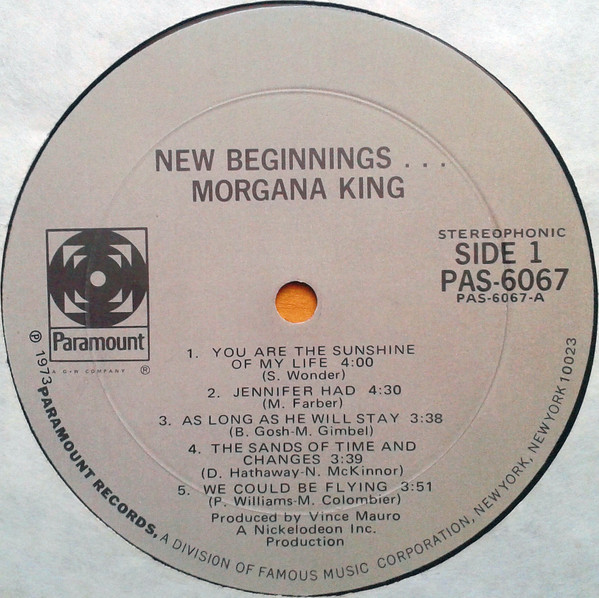 NEW BEGINNINGS . . .
MORGANA KING
STEREOPHONIC
SIDE 1
PAS-6067
PAS-6067-A
Paramount
A G+W COMPANY ®
1. YOU ARE THE SUNSHINE
OF MY LIFE 4:00
(S. Wonder)
2. JENNIFER HAD 4:30
(M. Farber)
3. AS LONG AS HE WILL STAY 3:38
(B. Gosh-M. Gimbel)
4. THE SANDS OF TIME AND
CHANGES 3:39
(D. Hathaway-N. McKinnor)
5. WE COULD BE FLYING 3:51
(P. Williams-M. Colombier)
Produced by Vince Mauro
A Nickelodeon Inc.
Production
℗ 1973 PARAMOUNT RECORDS, A DIVISION OF FAMOUS MUSIC CORPORATION, NEW YORK, NEW YORK 10023